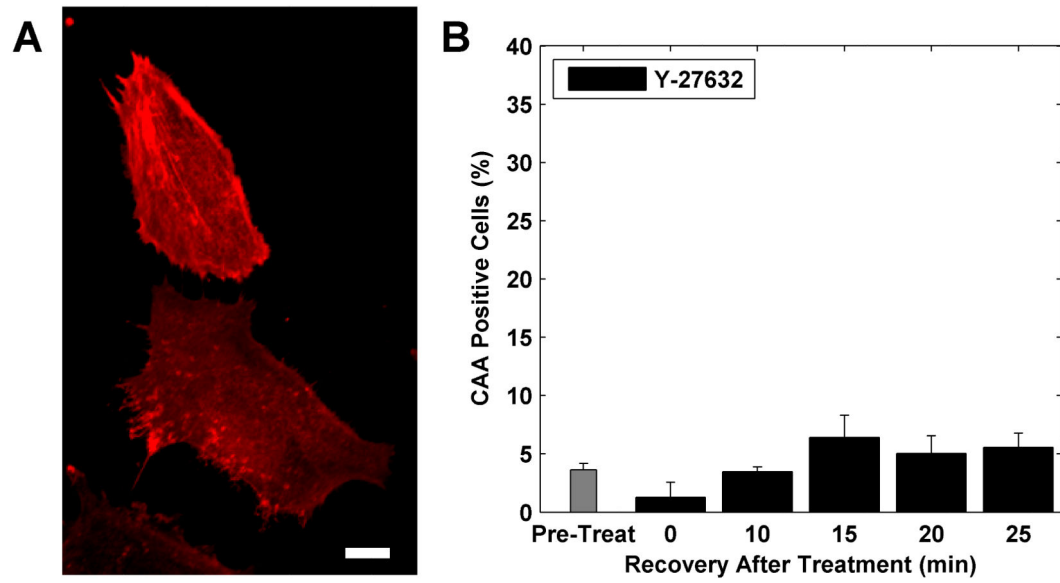 A
B
40
35
30
25
20
15
10
5
0
CAA Positive Cells (%)
Y-27632
Pre-Treat 0 10 15 20 25
Recovery After Treatment (min)